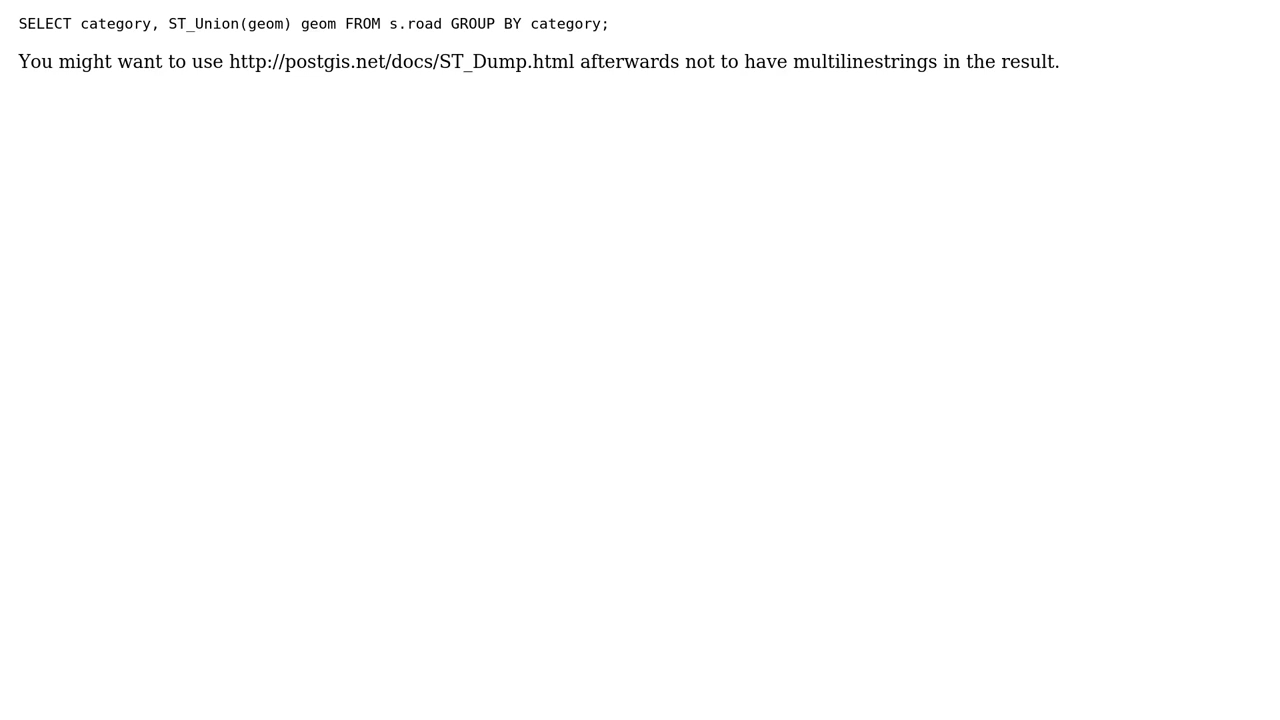 SELECT category, ST_Union(geom) geom FROM s.road GROUP BY category;
You might want to use http://postgis.net/docs/ST_Dump.html afterwards not to have multilinestrings in the result.